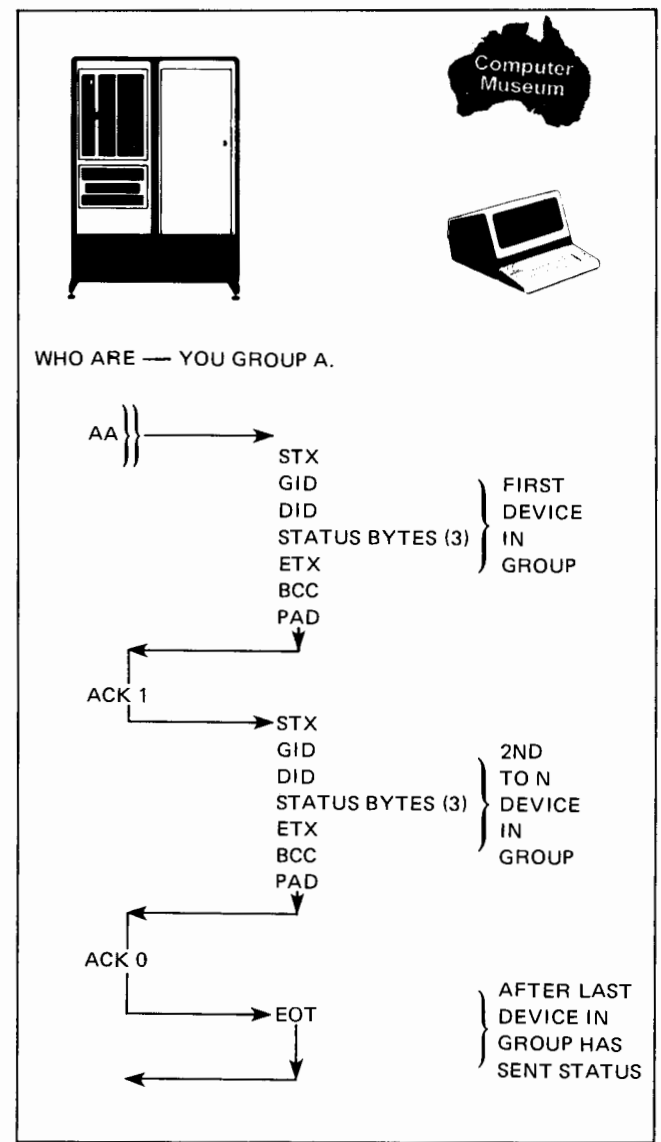 Computer
Museum
WHO ARE — YOU GROUP A.
AA
STX
GID
DID
STATUS BYTES (3)
ETX
BCC
PAD
FIRST
DEVICE
IN
GROUP
ACK 1
STX
GID
DID
STATUS BYTES (3)
ETX
BCC
PAD
2ND
TO N
DEVICE
IN
GROUP
ACK 0
EOT
AFTER LAST
DEVICE IN
GROUP HAS
SENT STATUS